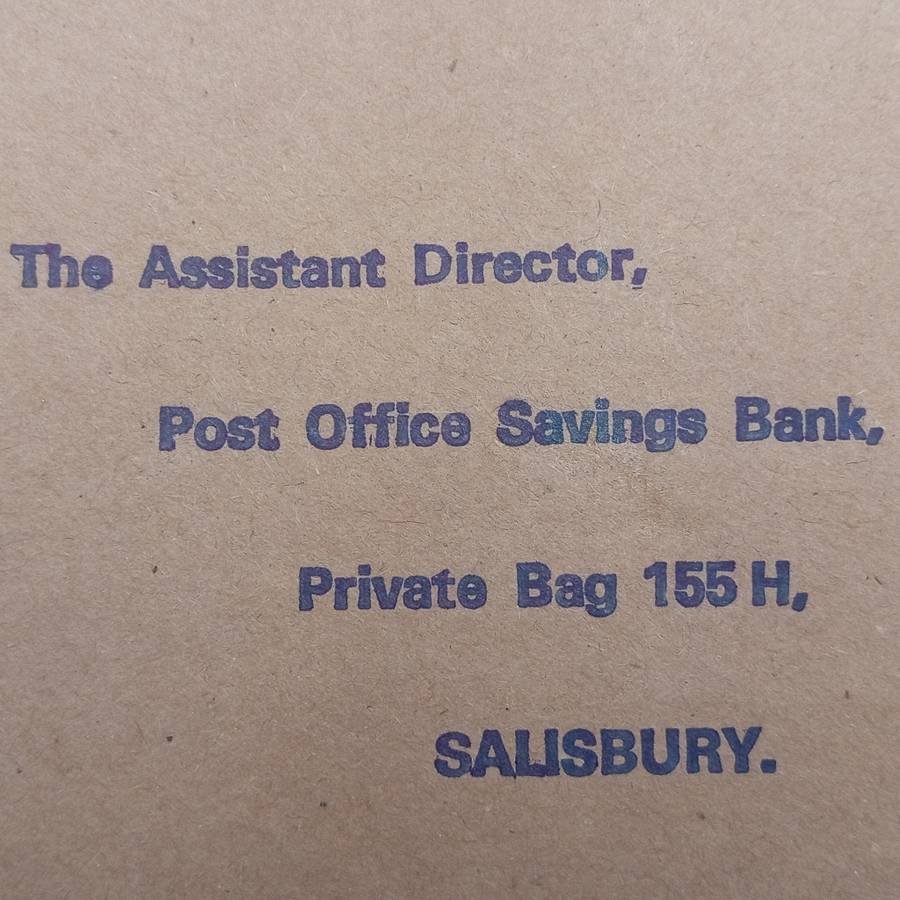 The Assistant Director,
Post Office Savings Bank,
Private Bag 155 H,
SALISBURY.